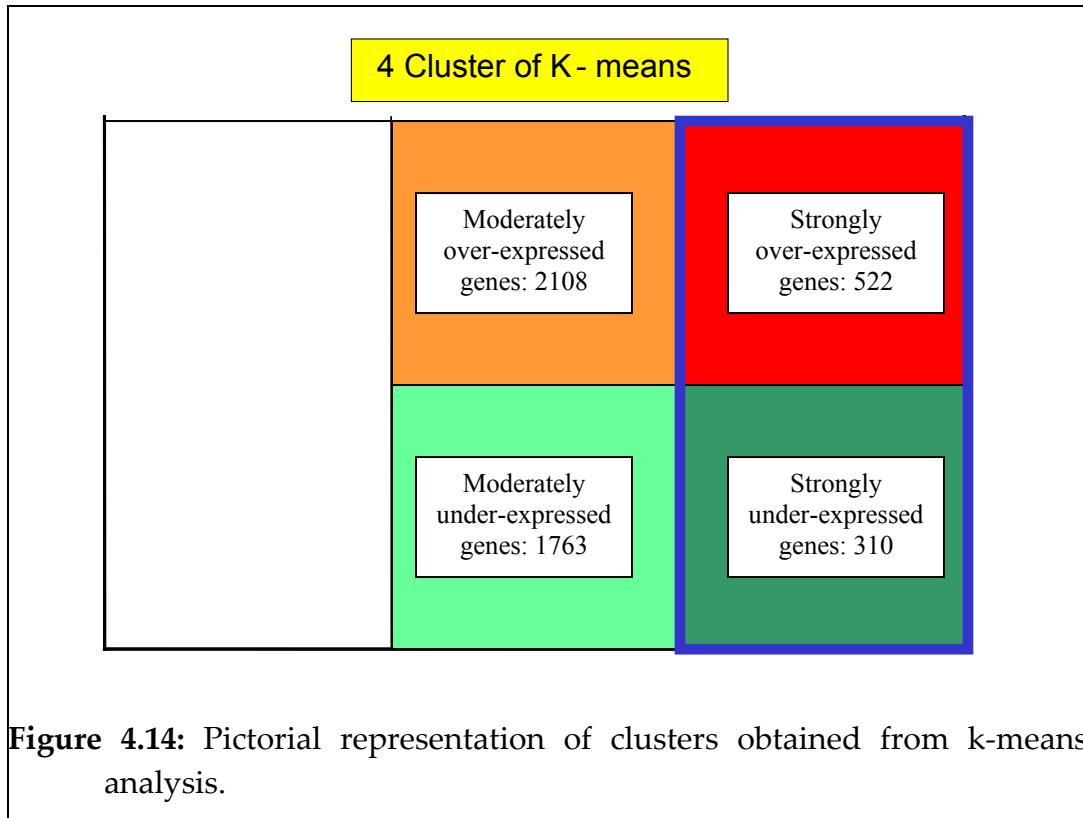 4 Cluster of K - means
Moderately
over-expressed
genes: 2108
Strongly
over-expressed
genes: 522
Moderately
under-expressed
genes: 1763
Strongly
under-expressed
genes: 310
Figure 4.14: Pictorial representation of clusters obtained from k-means
analysis.